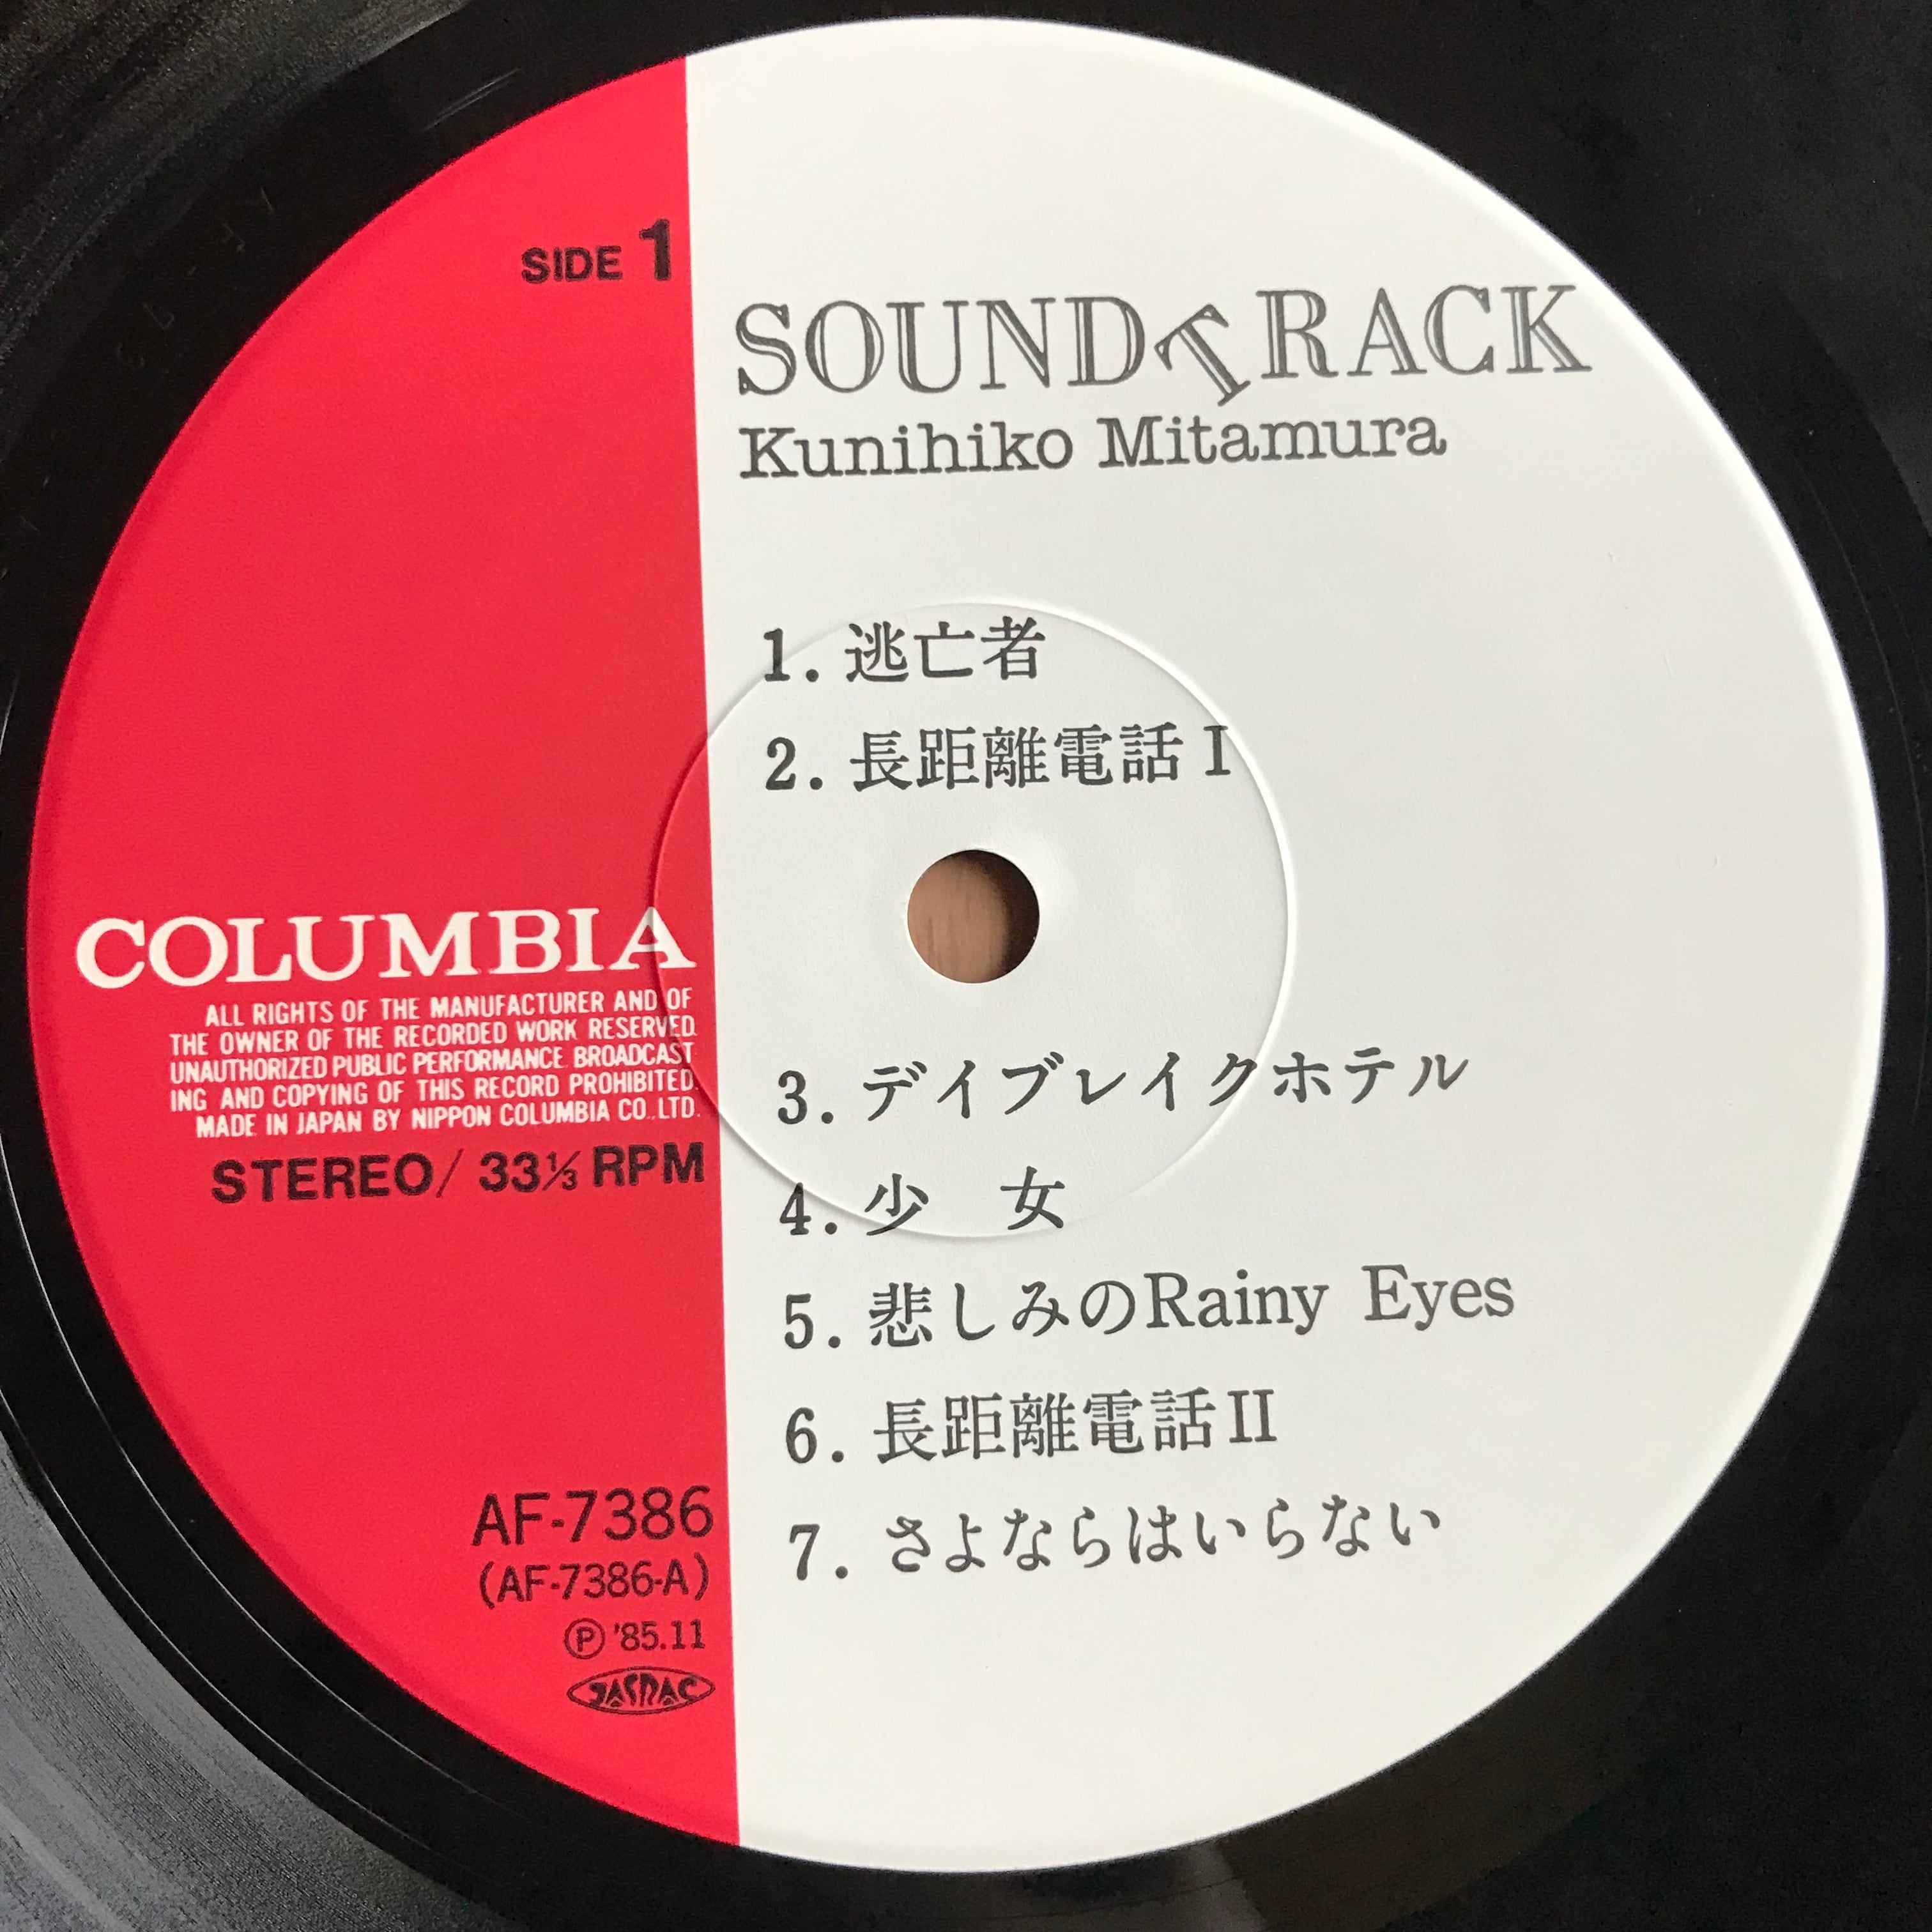 SIDE 1
SOUNDTRACK
Kunihiko Mitamura
1. 逃亡者
2. 長距離電話 I
COLUMBIA
ALL RIGHTS OF THE MANUFACTURER AND OF
THE OWNER OF THE RECORDED WORK RESERVED.
UNAUTHORIZED PUBLIC PERFORMANCE BROADCAST
ING AND COPYING OF THIS RECORD PROHIBITED.
MADE IN JAPAN BY NIPPON COLUMBIA CO.,LTD.
STEREO/ 33⅓ RPM
3. デイブレイクホテル
4. 少　女
5. 悲しみのRainy Eyes
6. 長距離電話 II
7. さよならはいらない
AF-7386
(AF-7386-A)
Ⓟ '85.11
JASRAC